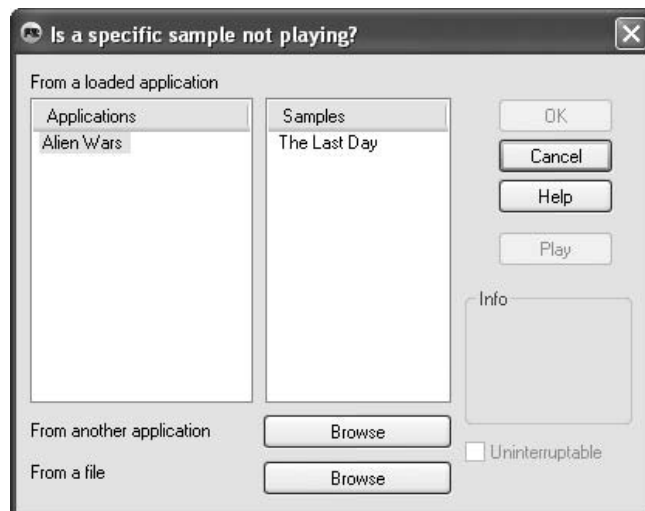 Is a specific sample not playing?
From a loaded application
Applications
Alien Wars
Samples
The Last Day
OK
Cancel
Help
Play
Info
From another application
Browse
Uninterruptable
From a file
Browse